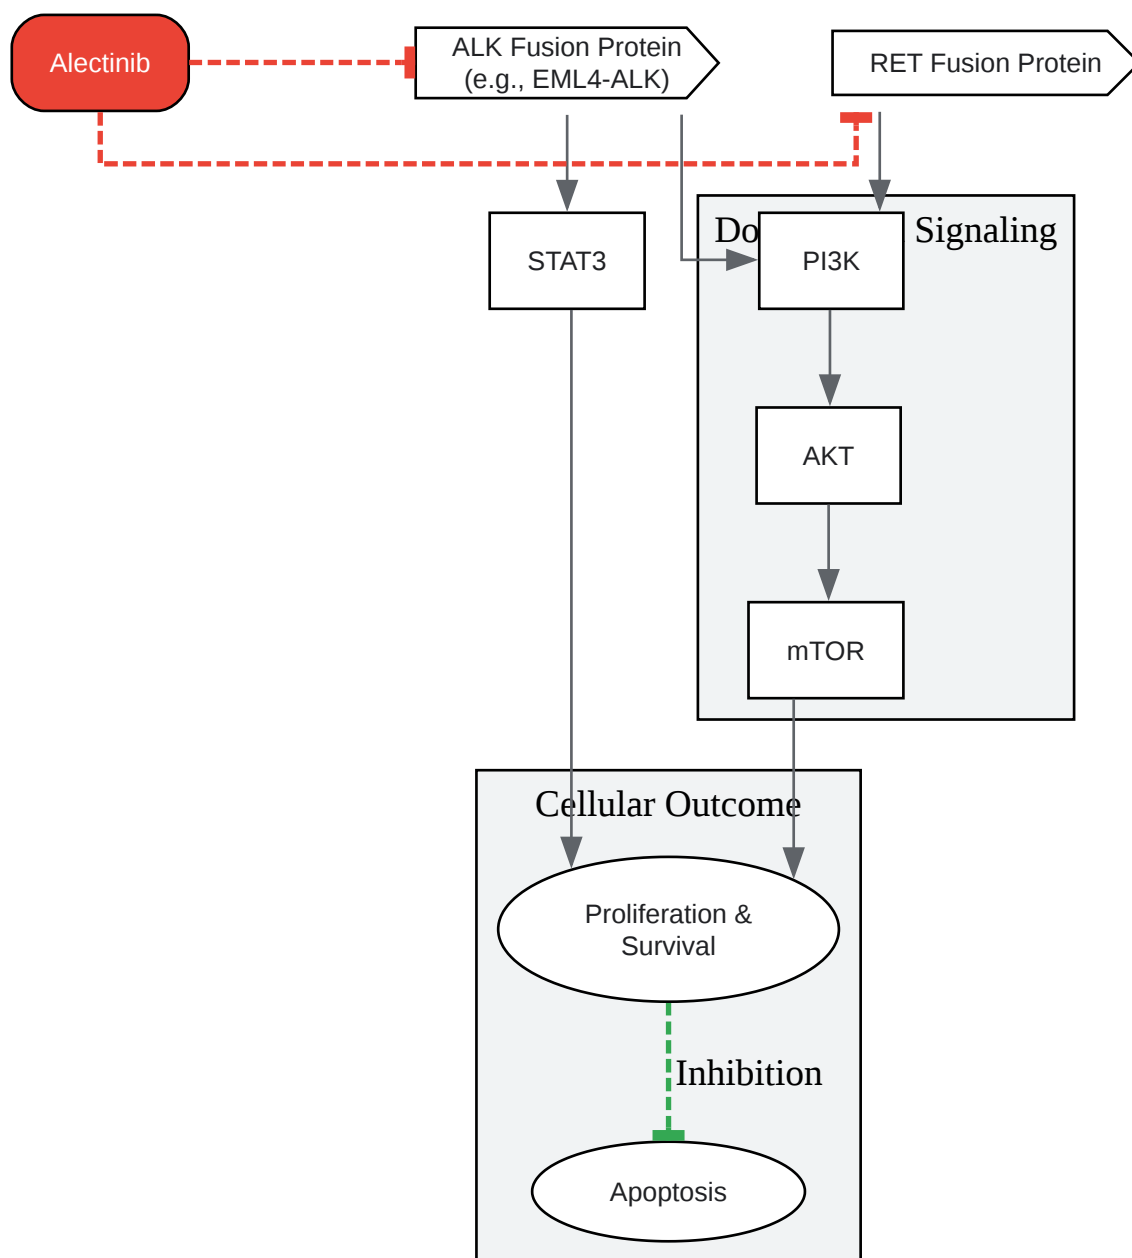 Alectinib
ALK Fusion Protein
(e.g., EML4-ALK)
RET Fusion Protein
Signaling
STAT3
PI3K
AKT
mTOR
Cellular Outcome
Proliferation &
Survival
Inhibition
Apoptosis